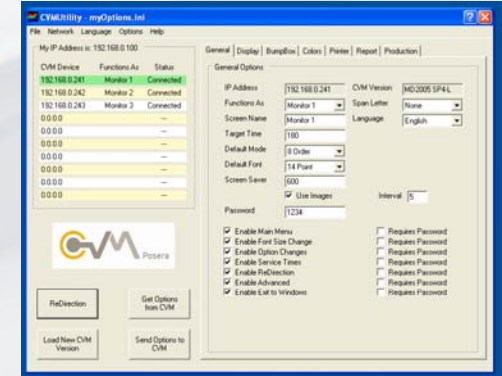 CVMUtility - myOptions.ini
File Network Language Options Help
My IP Address is: 192.168.0.100
CVM Device Functions As Status
192.168.0.241 Monitor 1 Connected
192.168.0.242 Monitor 2 Connected
192.168.0.243 Monitor 3 Connected
0.0.0.0 ---
0.0.0.0 ---
0.0.0.0 ---
0.0.0.0 ---
0.0.0.0 ---
0.0.0.0 ---
0.0.0.0 ---
CVM Posera
ReDirection
Get Options from CVM
Load New CVM Version
Send Options to CVM
General Display BumpBox Colors Printer Report Production
General Options
IP Address 192.168.0.241 CVM Version MD2005 SP4-L
Functions As Monitor 1 Span Letter None
Screen Name Monitor 1 Language English
Target Time 180
Default Mode 8 Order
Default Font 14 Point
Screen Saver 600
Use Images Interval 5
Password 1234
Enable Main Menu Requires Password
Enable Font Size Change Requires Password
Enable Option Changes Requires Password
Enable Service Times Requires Password
Enable ReDirection Requires Password
Enable Advanced Requires Password
Enable Exit to Windows Requires Password